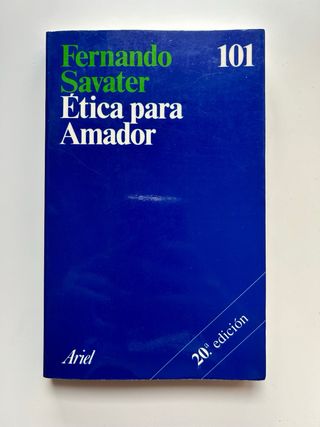 Fernando
Savater
101
Ética para
Amador
Ariel
20.ª edición